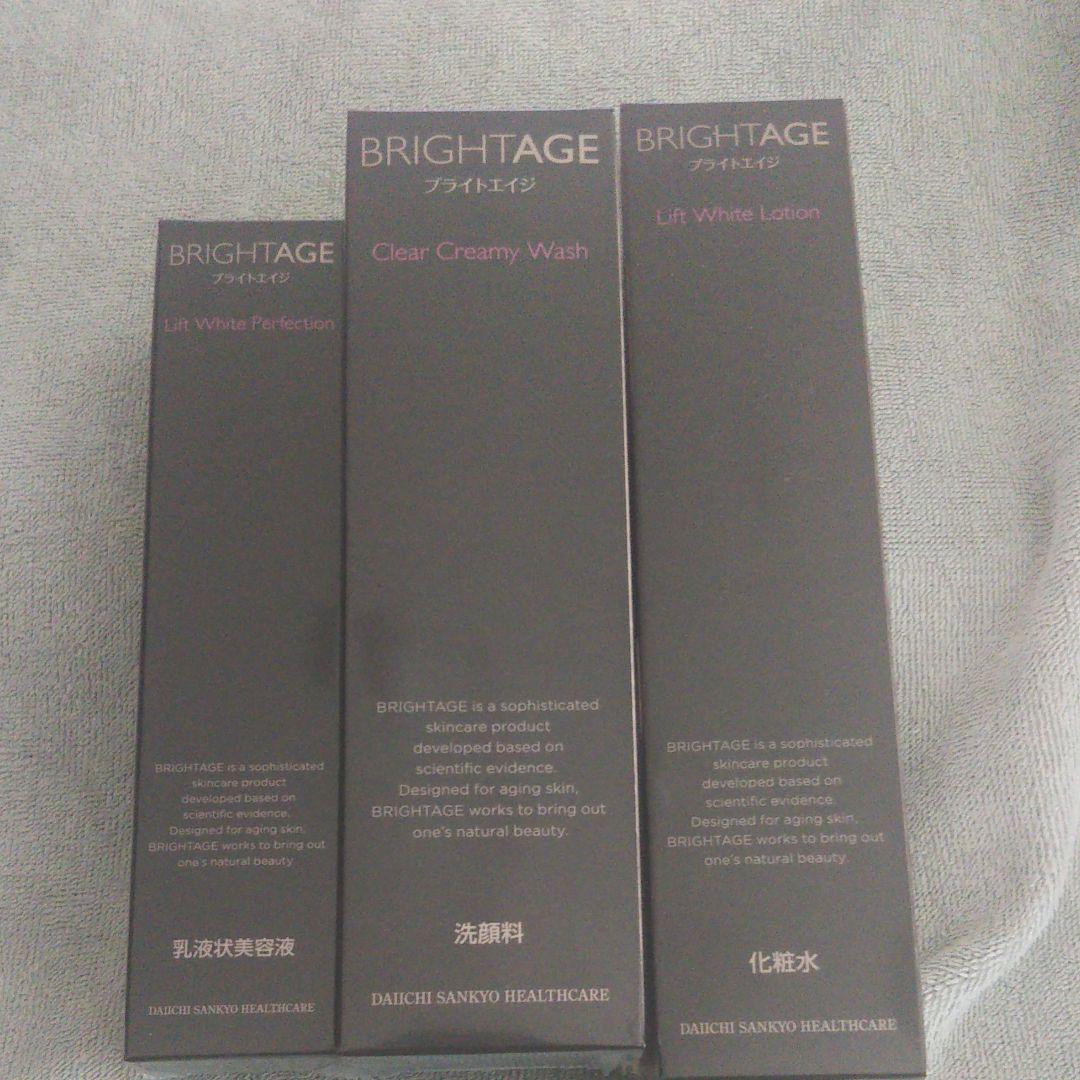 BRIGHTAGE
ブライトエイジ
Lift White Perfection
BRIGHTAGE is a sophisticated
skincare product
developed based on
scientific evidence.
Designed for aging skin,
BRIGHTAGE works to bring out
one's natural beauty.
乳液状美容液
DAIICHI SANKYO HEALTHCARE
BRIGHTAGE
ブライトエイジ
Clear Creamy Wash
BRIGHTAGE is a sophisticated
skincare product
developed based on
scientific evidence.
Designed for aging skin,
BRIGHTAGE works to bring out
one's natural beauty.
洗顔料
DAIICHI SANKYO HEALTHCARE
BRIGHTAGE
ブライトエイジ
Lift White Lotion
BRIGHTAGE is a sophisticated
skincare product
developed based on
scientific evidence.
Designed for aging skin,
BRIGHTAGE works to bring out
one's natural beauty.
化粧水
DAIICHI SANKYO HEALTHCARE